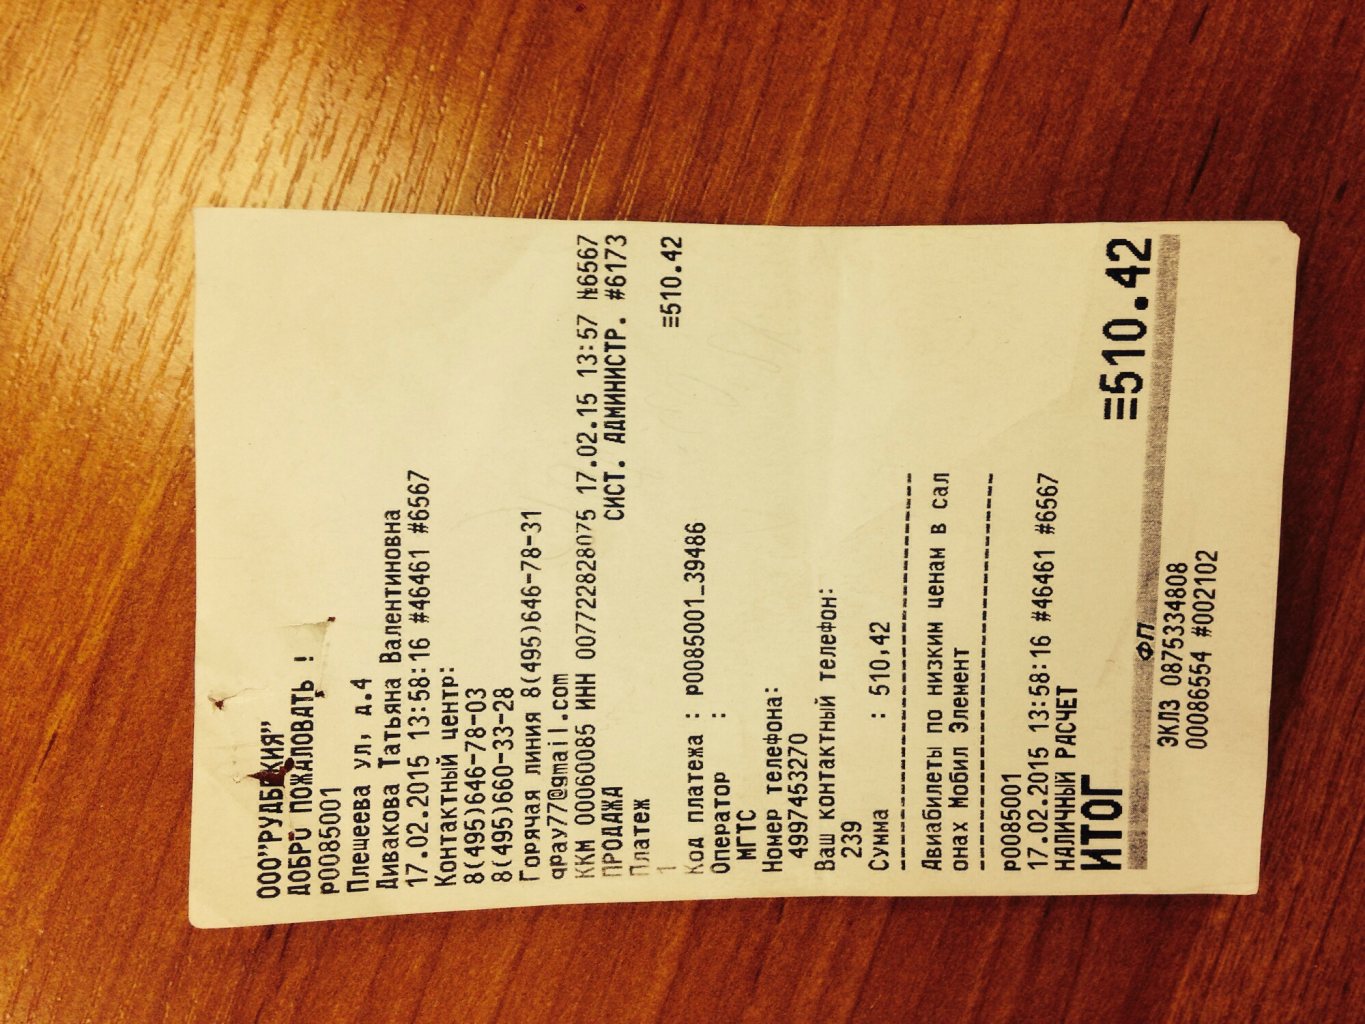 ООО"РУДЬЕКИЯ"
ДОБРО ПОЖАЛОВАТЬ !
P0085001
Плещеева ул, д.4
Дивакова Татьяна Валентиновна
17.02.2015 13:58:16 #46461 #6567
Контактный центр:
8(495)646-78-03
8(495)660-33-28
Горячая линия 8(495)646-78-31
qpay77@gmail.com
ККМ 00060085 ИНН 007722828075 17.02.15 13:57 №6567
ПРОДАЖА СИСТ. АДМИНИСТР. #6173
Платеж
1 ≡510.42
Код платежа : P0085001_39486
Оператор :
МГТС
Номер телефона:
4997453270
Ваш контактный телефон:
239
Сумма : 510,42
--------------------------------
Авиабилеты по низким ценам в сал
онах Мобил Элемент
--------------------------------
P0085001
17.02.2015 13:58:16 #46461 #6567
НАЛИЧНЫЙ РАСЧЕТ
ИТОГ ≡510.42
ФП
ЭКЛЗ 0875334808
00086554 #002102